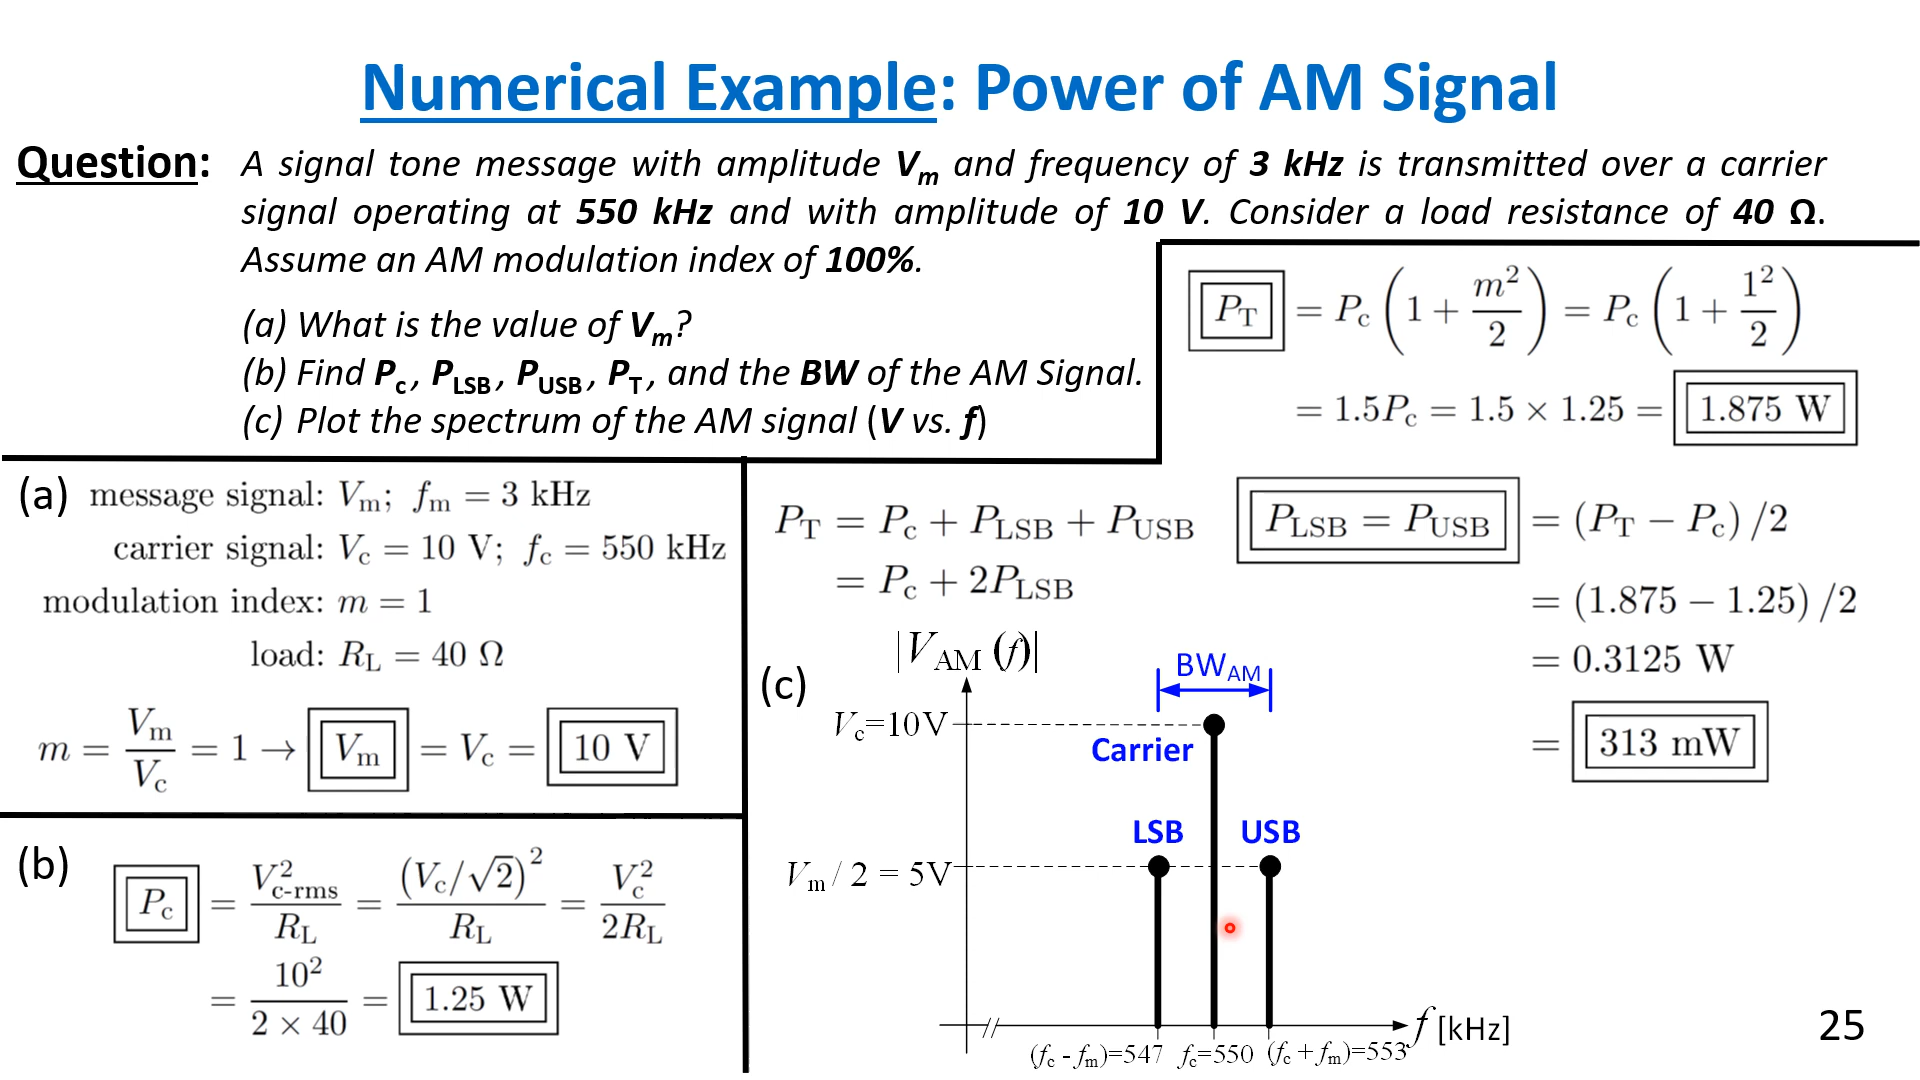 Numerical Example: Power of AM Signal
Question: A signal tone message with amplitude Vm and frequency of 3 kHz is transmitted over a carrier
signal operating at 550 kHz and with amplitude of 10 V. Consider a load resistance of 40 Ω.
Assume an AM modulation index of 100%.
(a) What is the value of Vm?
(b) Find Pc, PLSB, PUSB, PT, and the BW of the AM Signal.
(c) Plot the spectrum of the AM signal (V vs. f)
PT = Pc (1 + m²/2) = Pc (1 + 1²/2)
= 1.5Pc = 1.5 × 1.25 = 1.875 W
(a) message signal: Vm; fm = 3 kHz
carrier signal: Vc = 10 V; fc = 550 kHz
modulation index: m = 1
load: RL = 40 Ω
m = Vm/Vc = 1 → Vm = Vc = 10 V
(b) Pc = V²c-rms/RL = (Vc/√2)²/RL = Vc²/2RL
= 10²/2 × 40 = 1.25 W
PT = Pc + PLSB + PUSB
= Pc + 2PLSB
PLSB = PUSB = (PT − Pc) /2
= (1.875 − 1.25) /2
= 0.3125 W
= 313 mW
(c) |VAM (f)|
BWAM
Vc=10V
Carrier
LSB USB
Vm / 2 = 5V
f [kHz]
(fc - fm)=547 fc=550 (fc + fm)=553
25